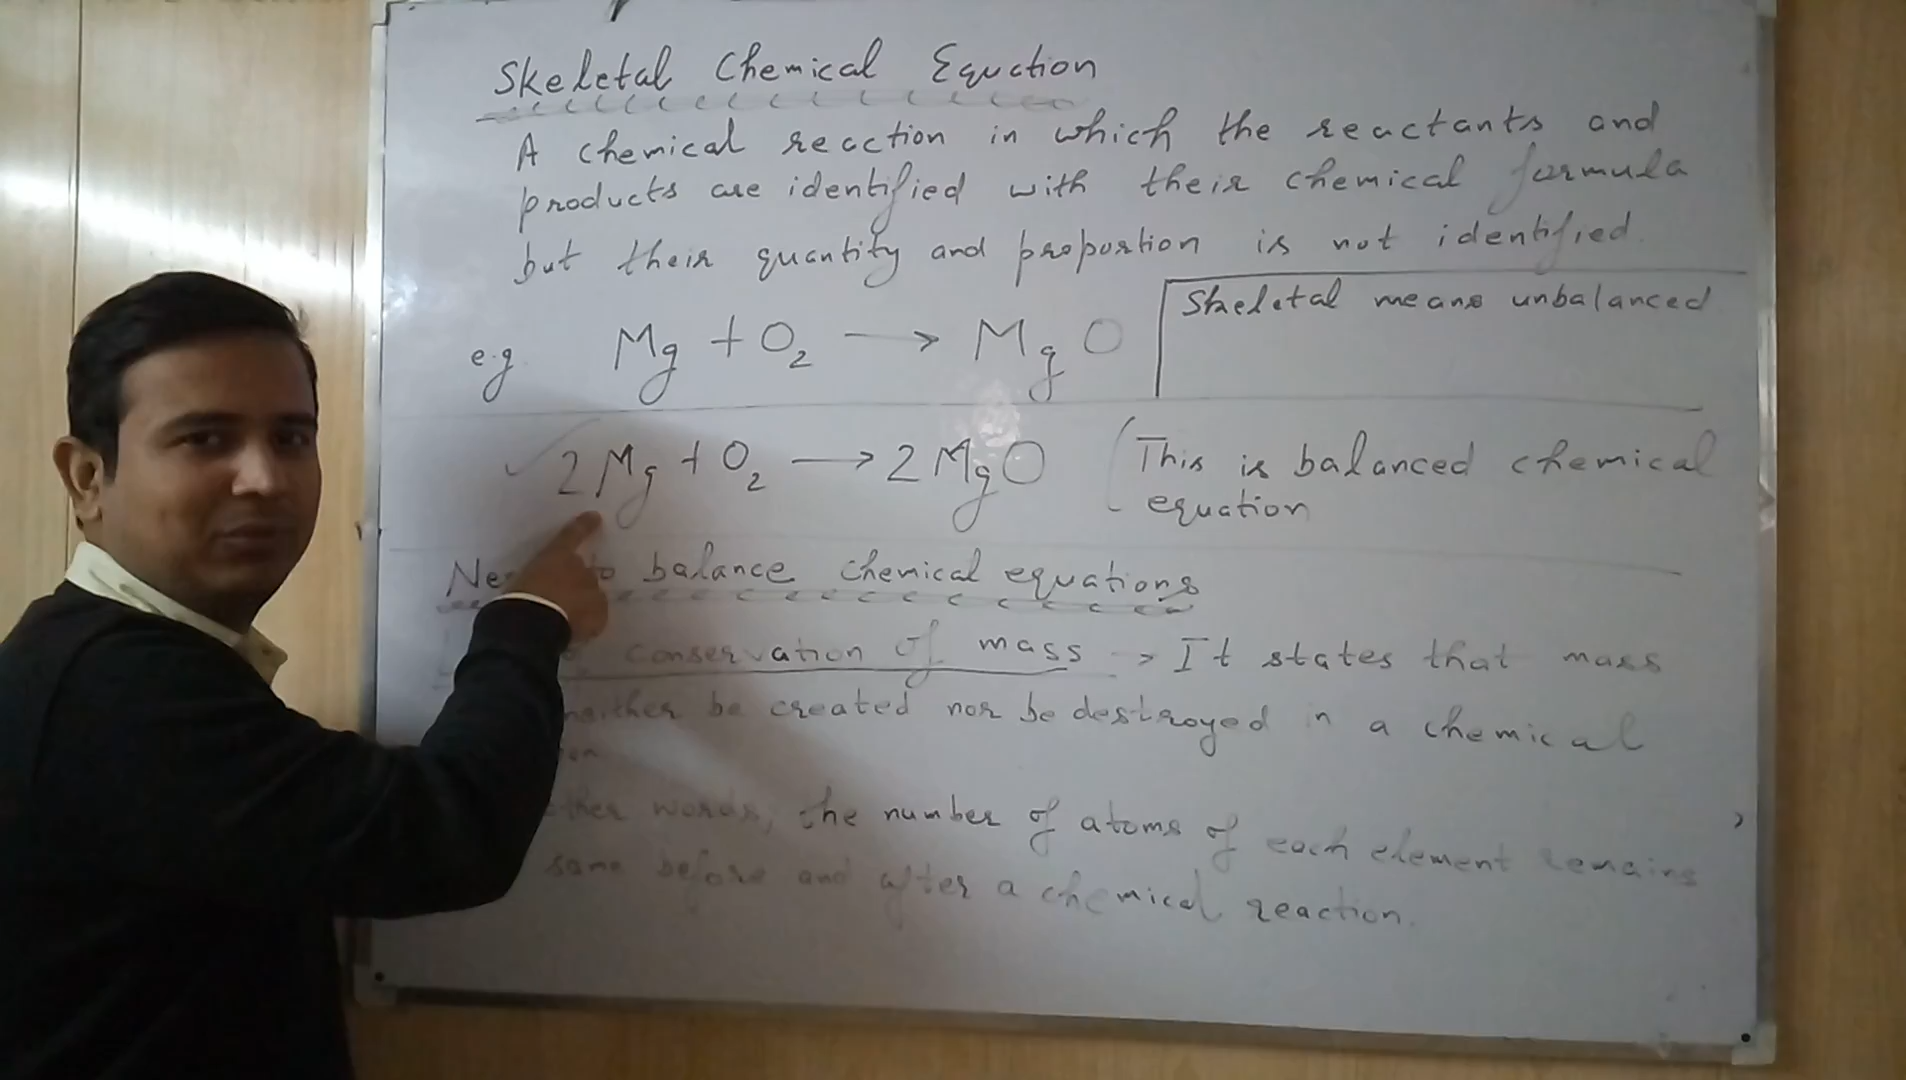 Skeletal Chemical Equation
A chemical reaction in which the reactants and
products are identified with their chemical formula
but their quantity and proportion is not identified.
e.g. Mg + O₂ → MgO
Skeletal means unbalanced
2Mg + O₂ → 2MgO (This is balanced chemical
equation
to balance chemical equations
conservation of mass → It states that mass
neither be created nor be destroyed in a chemical
words, the number of atoms of each element remains
same before and after a chemical reaction.